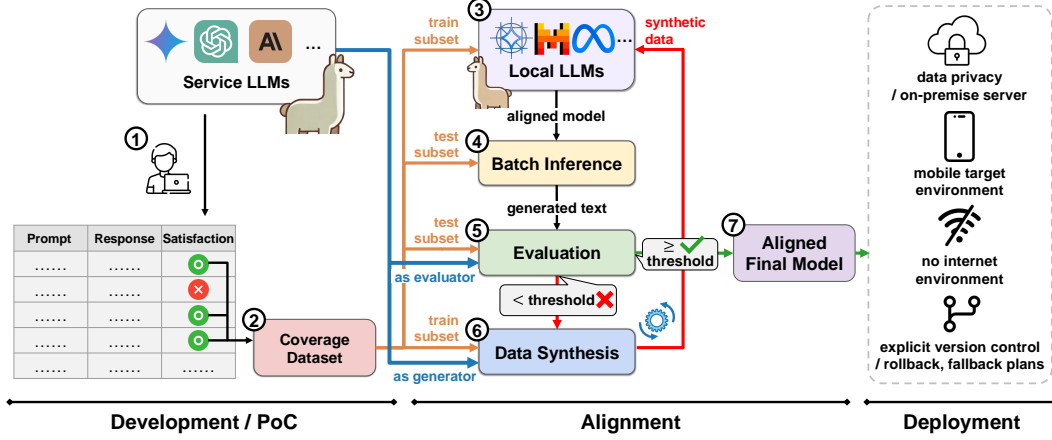 ...
Service LLMs
1
Prompt Response Satisfaction
...... ......
...... ......
...... ......
...... ......
...... ...... ......
2
Coverage
Dataset
train
subset
3
...
Local LLMs
synthetic
data
aligned model
test
subset
4
Batch Inference
generated text
test
subset
5
Evaluation
as evaluator
≥
threshold
< threshold
7
Aligned
Final Model
train
subset
6
Data Synthesis
as generator
data privacy
/ on-premise server
mobile target
environment
no internet
environment
explicit version control
/ rollback, fallback plans
Development / PoC
Alignment
Deployment